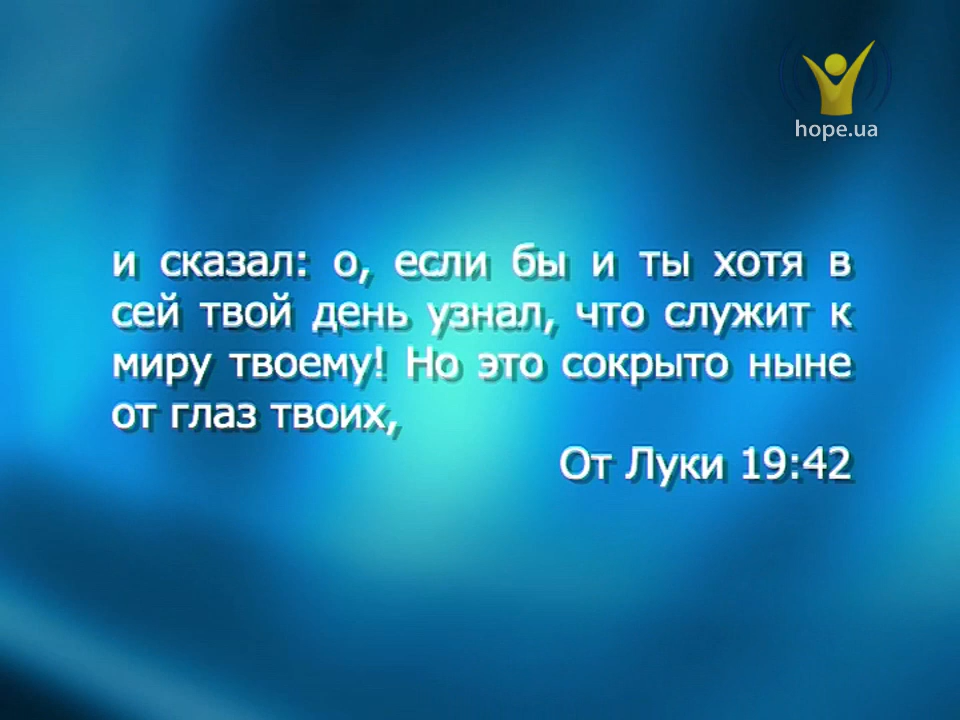 hope.ua
и сказал: о, если бы и ты хотя в
сей твой день узнал, что служит к
миру твоему! Но это сокрыто ныне
от глаз твоих,
От Луки 19:42